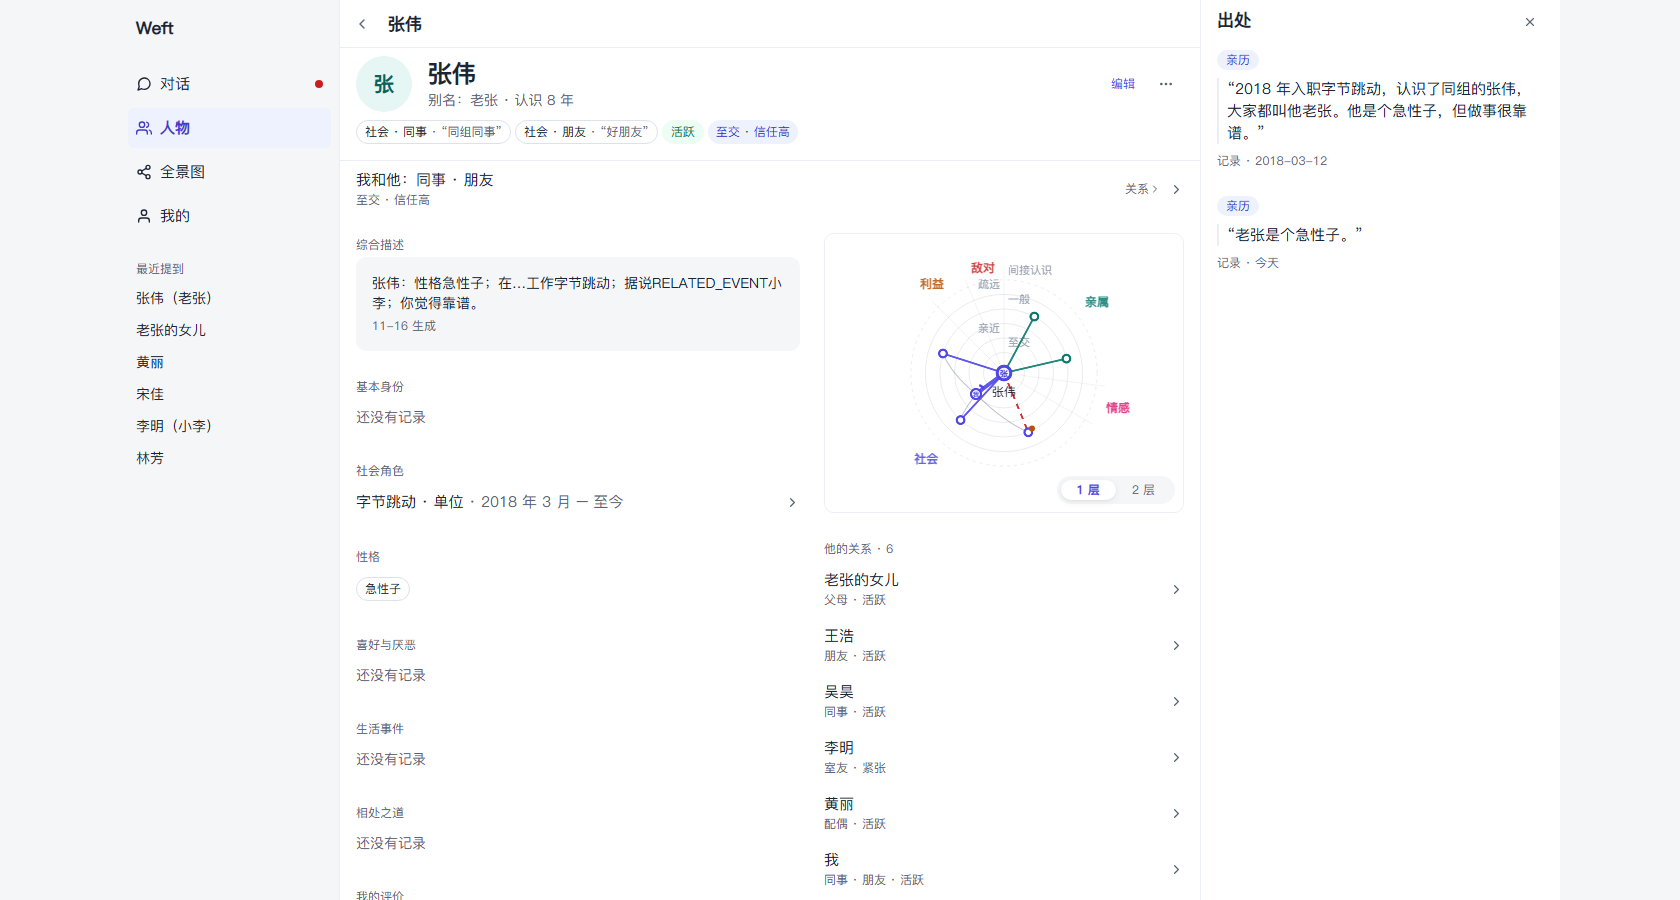 Weft
对话
人物
全景图
我的
最近提到
张伟（老张）
老张的女儿
黄丽
宋佳
李明（小李）
林芳
张伟
张
张伟
别名：老张 · 认识 8 年
编辑
社会 · 同事 · “同组同事”
社会 · 朋友 · “好朋友”
活跃
至交 · 信任高
我和他：同事 · 朋友
至交 · 信任高
关系
综合描述
张伟：性格急性子；在…工作字节跳动；据说RELATED_EVENT小
李；你觉得靠谱。
11-16 生成
基本身份
还没有记录
社会角色
字节跳动 · 单位 · 2018 年 3 月 — 至今
性格
急性子
喜好与厌恶
还没有记录
生活事件
还没有记录
相处之道
还没有记录
我的评价
敌对
间接认识
利益
疏远
一般
亲属
亲近
至交
张
张伟
情感
社会
1 层
2 层
他的关系 · 6
老张的女儿
父母 · 活跃
王浩
朋友 · 活跃
吴昊
同事 · 活跃
李明
室友 · 紧张
黄丽
配偶 · 活跃
我
同事 · 朋友 · 活跃
出处
亲历
“2018 年入职字节跳动，认识了同组的张伟，
大家都叫他老张。他是个急性子，但做事很靠
谱。”
记录 · 2018-03-12
亲历
“老张是个急性子。”
记录 · 今天